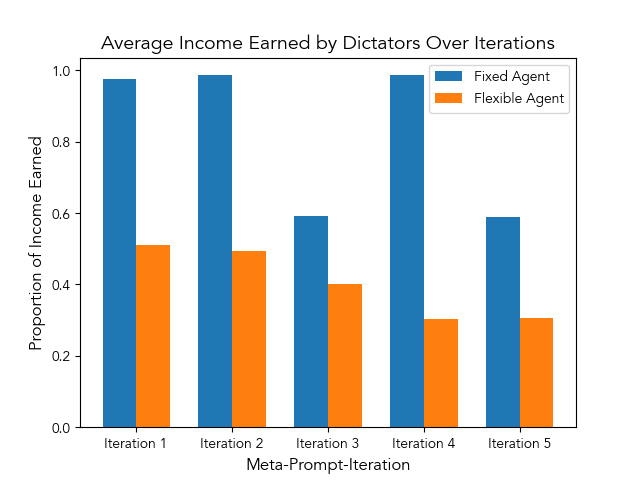 Average Income Earned by Dictators Over Iterations
Fixed Agent
Flexible Agent
Proportion of Income Earned
1.0
0.8
0.6
0.4
0.2
0.0
Iteration 1
Iteration 2
Iteration 3
Iteration 4
Iteration 5
Meta-Prompt-Iteration